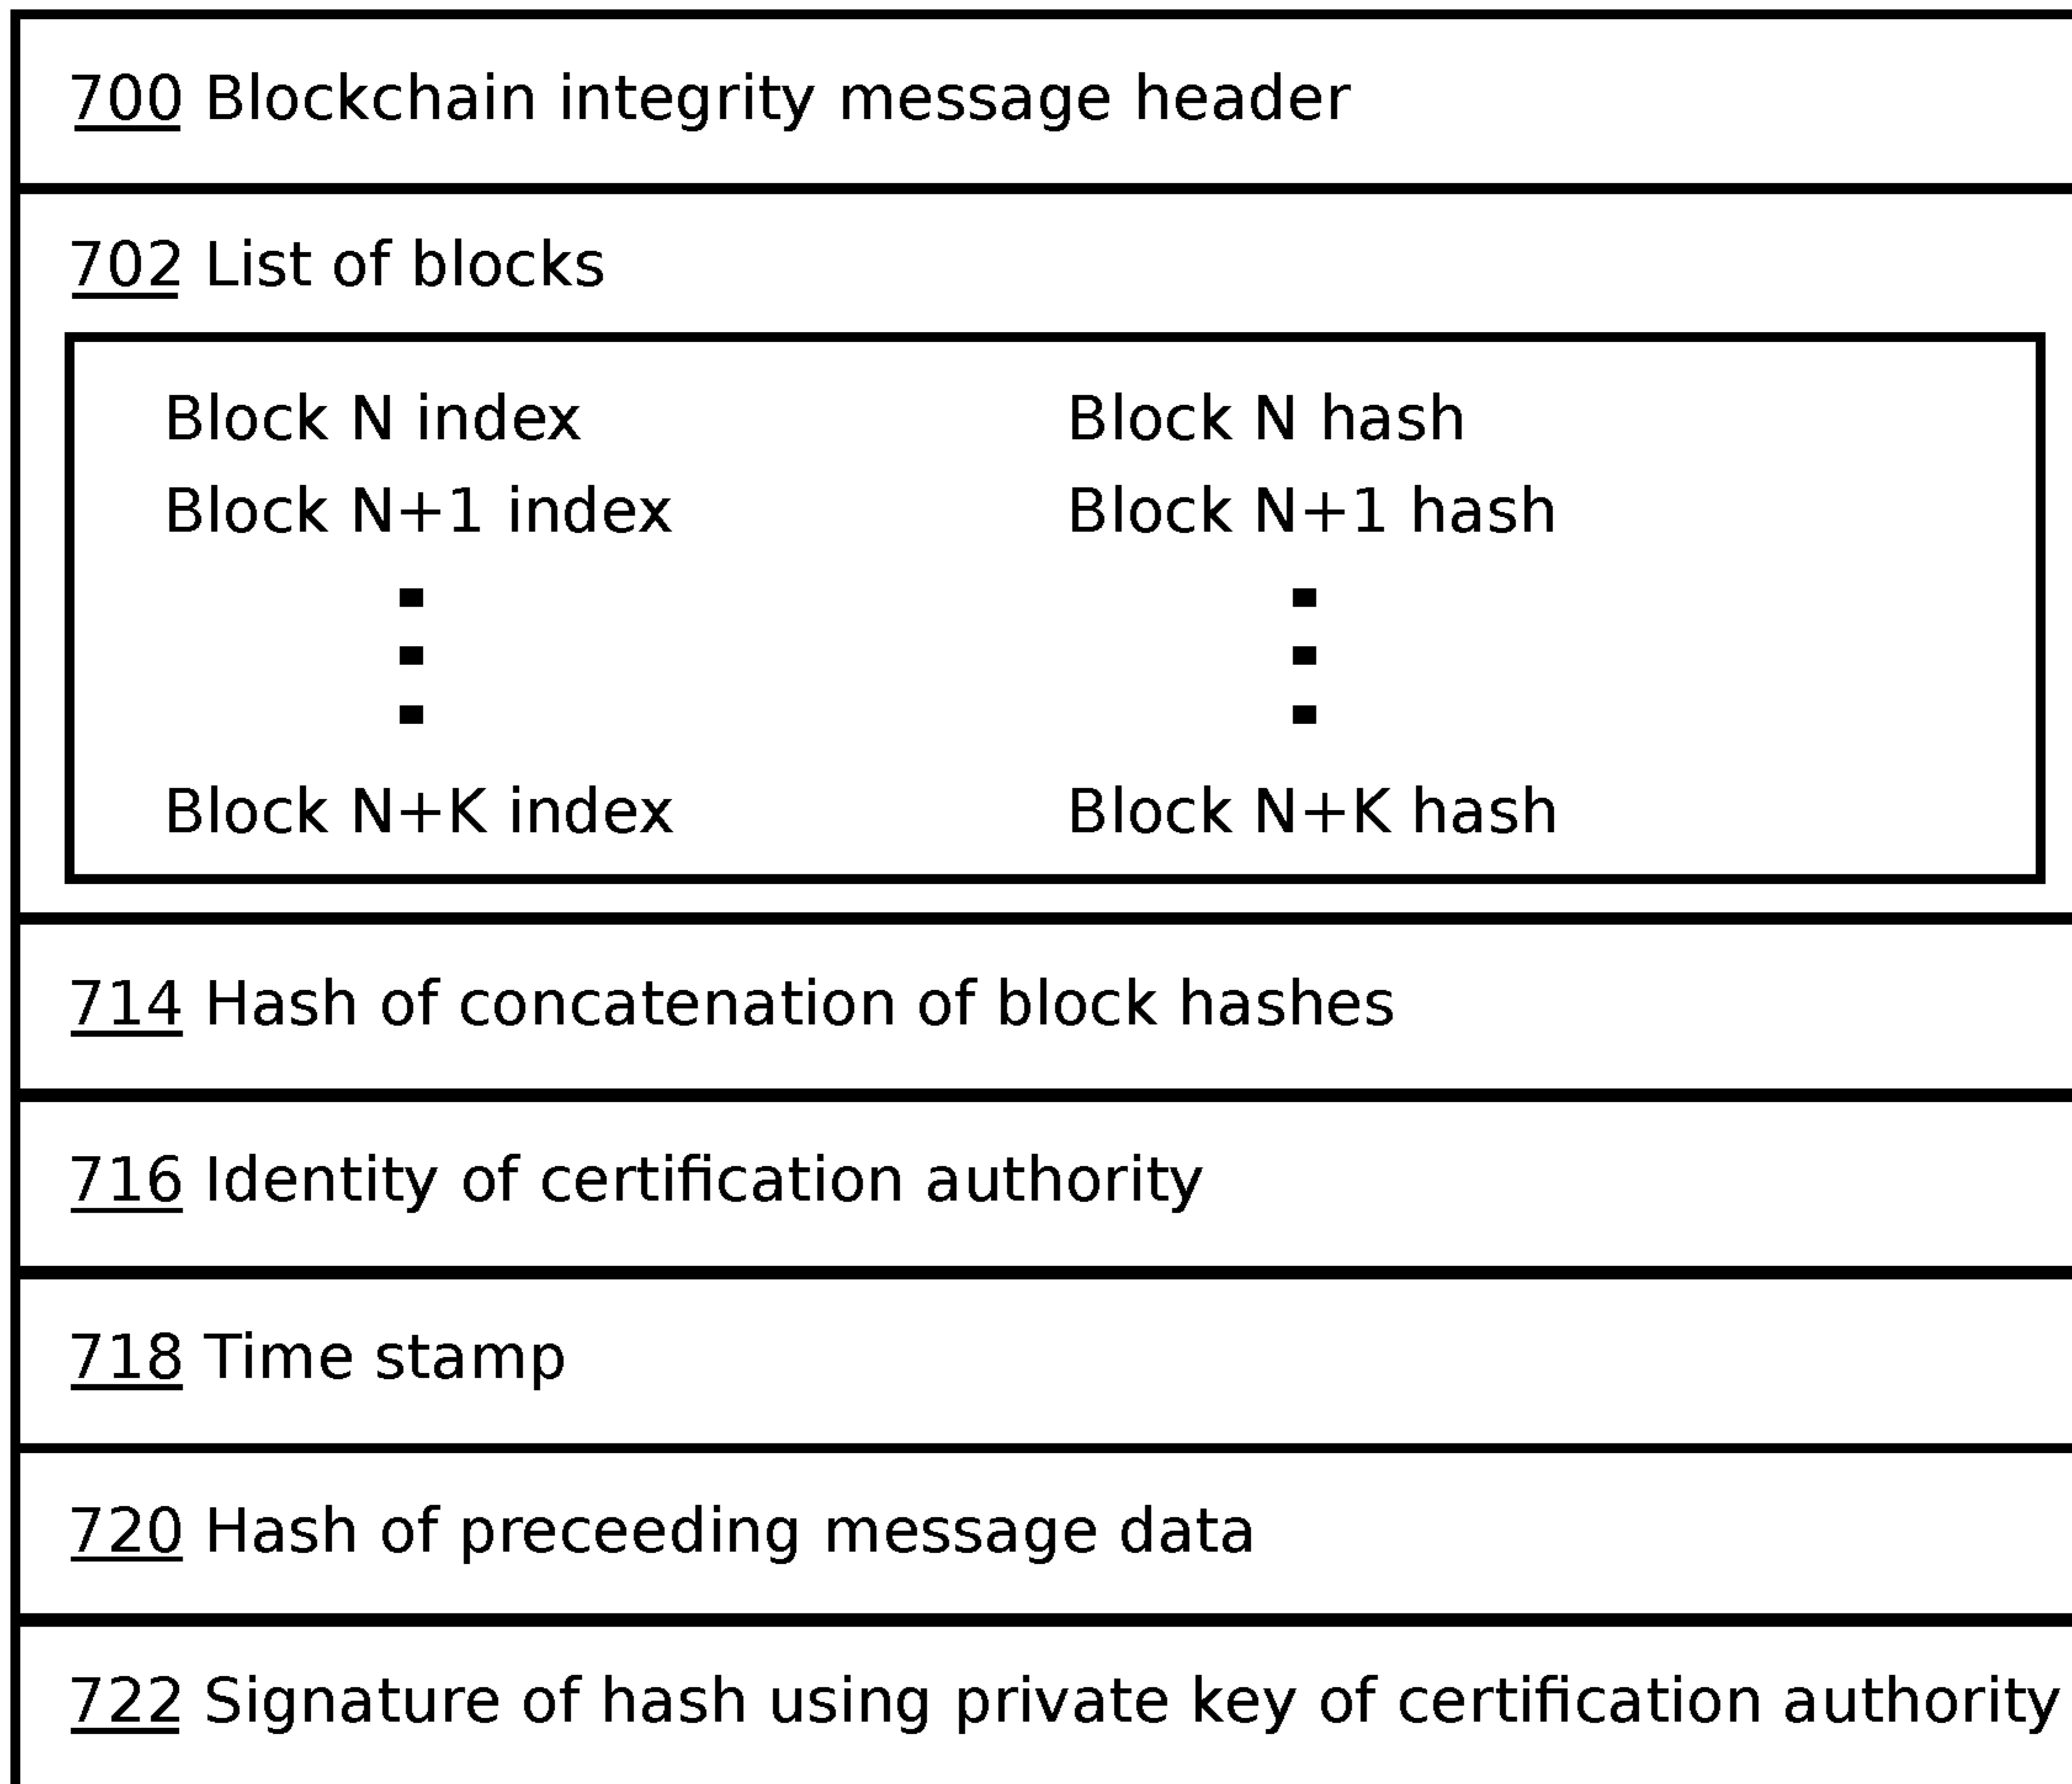 700 Blockchain integrity message header
702 List of blocks
Block N index Block N hash
Block N+1 index Block N+1 hash
Block N+K index Block N+K hash
714 Hash of concatenation of block hashes
716 Identity of certification authority
718 Time stamp
720 Hash of preceeding message data
722 Signature of hash using private key of certification authority